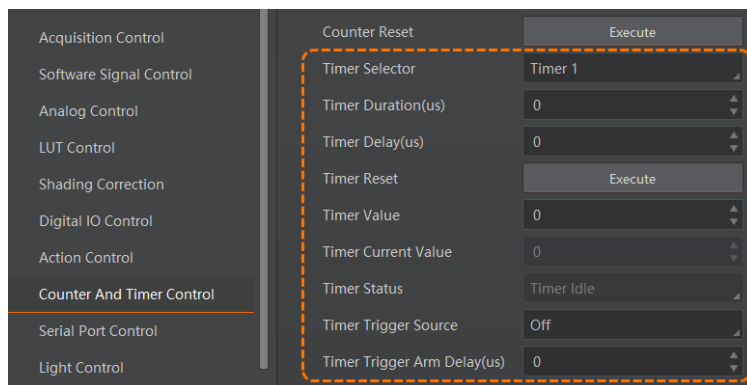 Acquisition Control
Software Signal Control
Analog Control
LUT Control
Shading Correction
Digital IO Control
Action Control
Counter And Timer Control
Serial Port Control
Light Control
Counter Reset Execute
Timer Selector Timer 1
Timer Duration(us) 0
Timer Delay(us) 0
Timer Reset Execute
Timer Value 0
Timer Current Value 0
Timer Status Timer Idle
Timer Trigger Source Off
Timer Trigger Arm Delay(us) 0